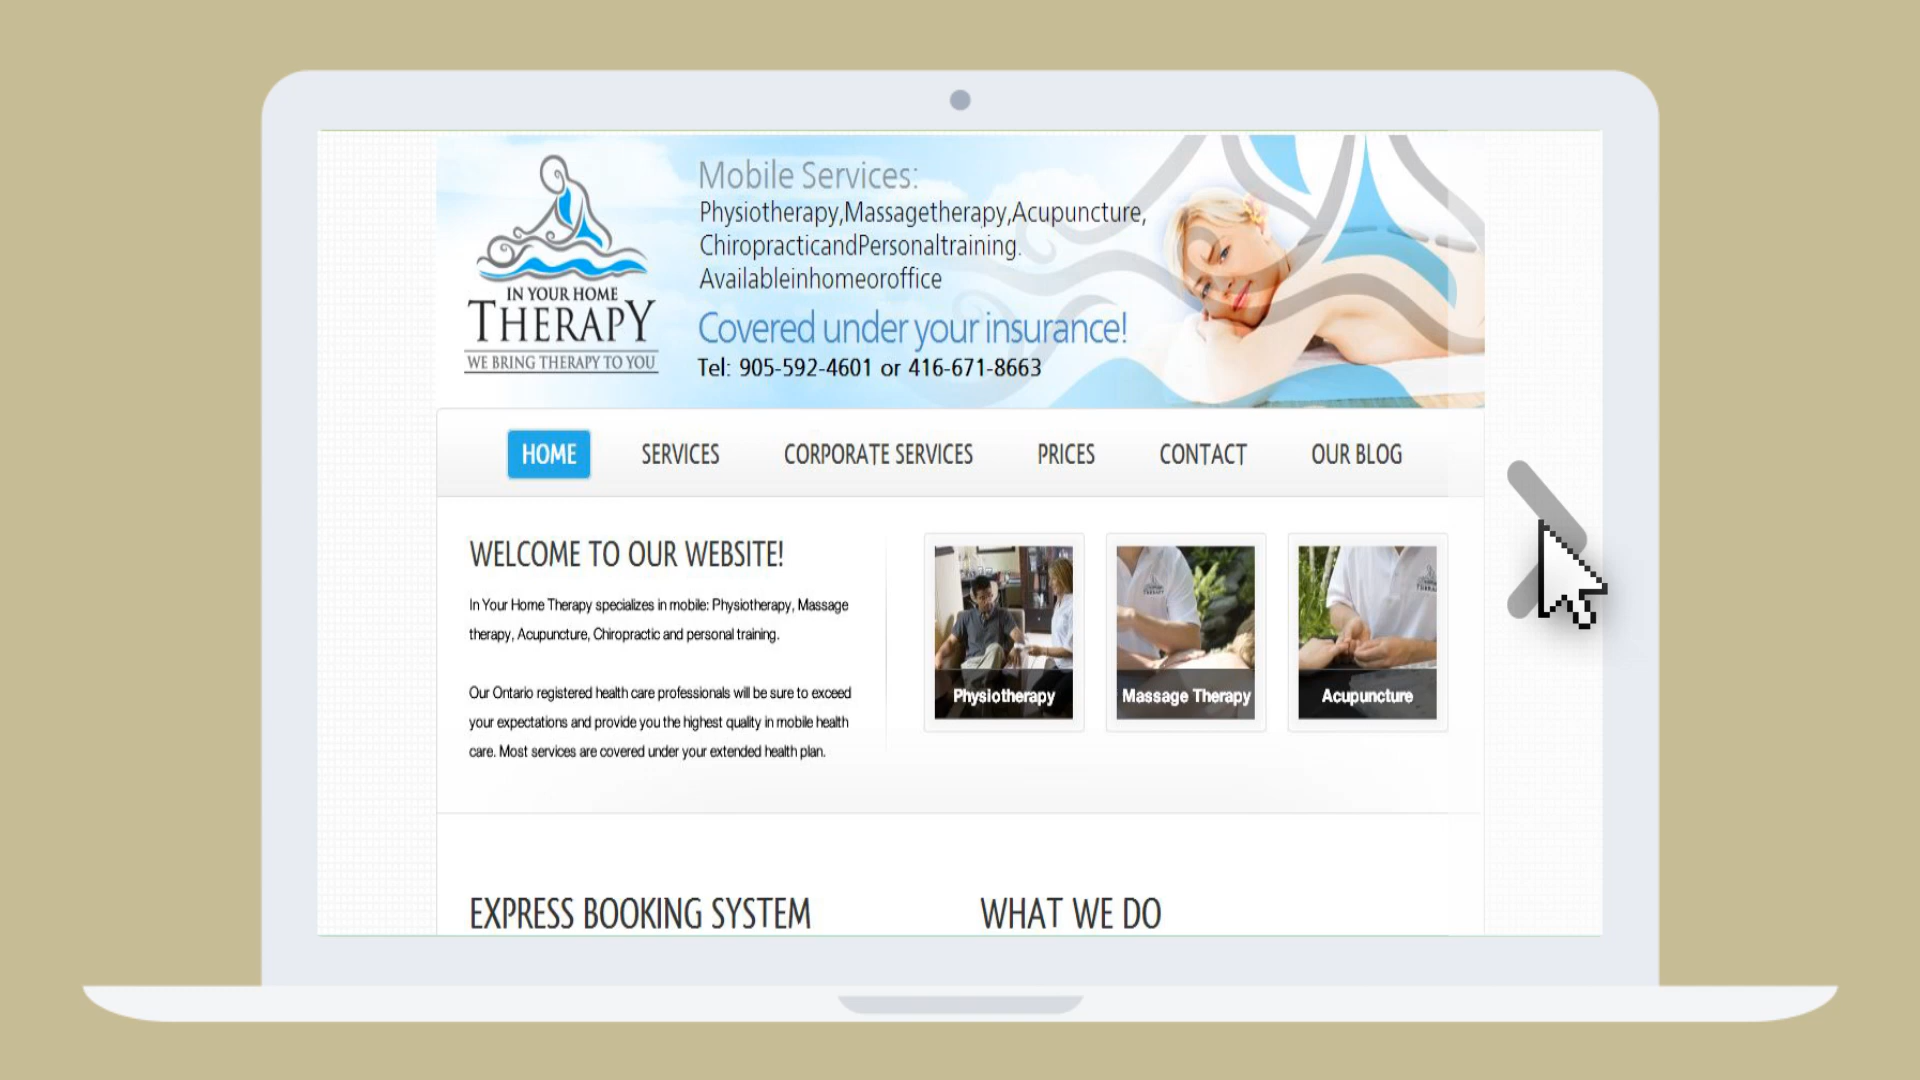 IN YOUR HOME
THERAPY
WE BRING THERAPY TO YOU
Mobile Services:
Physiotherapy,Massagetherapy,Acupuncture,
ChiropracticandPersonaltraining.
Availableinhomeoroffice
Covered under your insurance!
Tel: 905-592-4601 or 416-671-8663
HOME SERVICES CORPORATE SERVICES PRICES CONTACT OUR BLOG
WELCOME TO OUR WEBSITE!
In Your Home Therapy specializes in mobile: Physiotherapy, Massage
therapy, Acupuncture, Chiropractic and personal training.
Our Ontario registered health care professionals will be sure to exceed
your expectations and provide you the highest quality in mobile health
care. Most services are covered under your extended health plan.
Physiotherapy
Massage Therapy
Acupuncture
EXPRESS BOOKING SYSTEM
WHAT WE DO